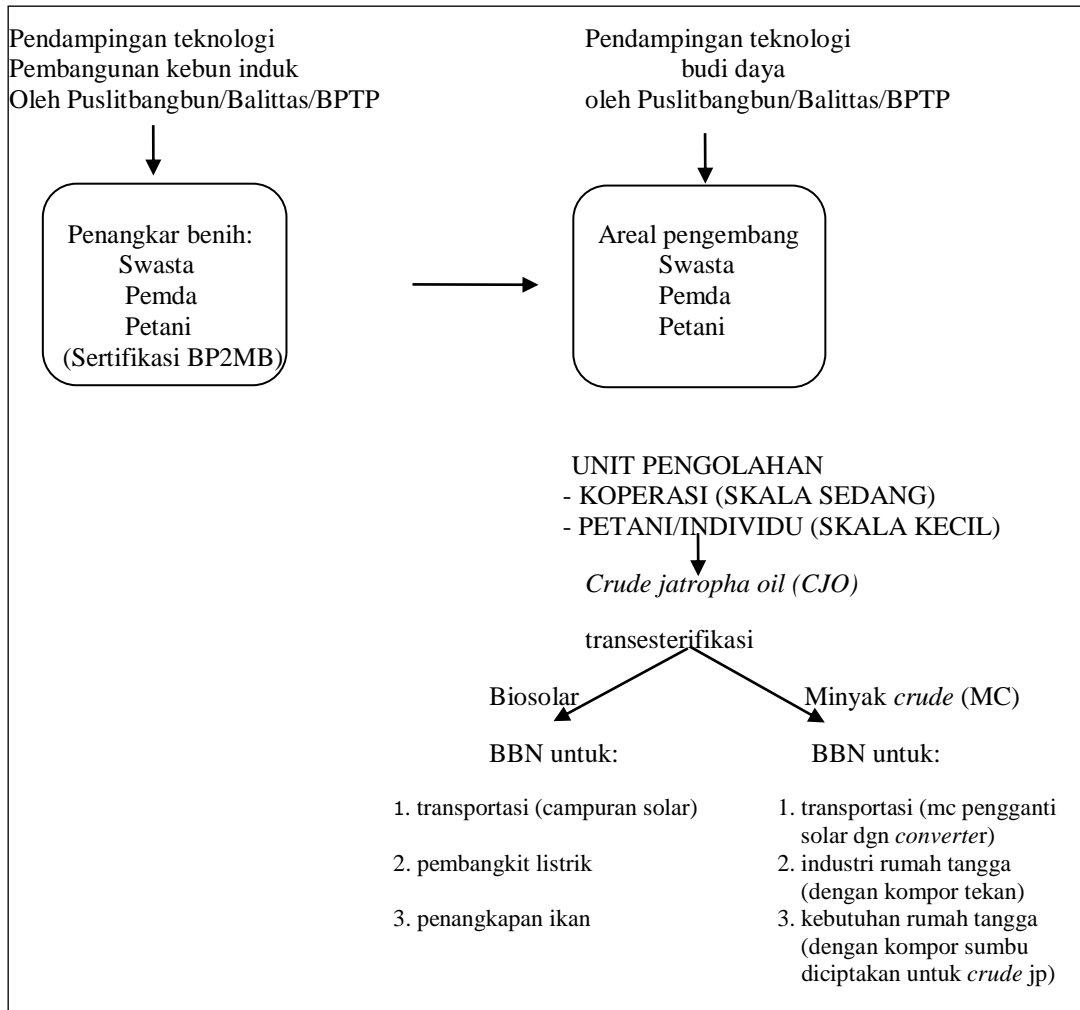 Pendampingan teknologi
Pembangunan kebun induk
Oleh Puslitbangbun/Balittas/BPTP
Pendampingan teknologi
budi daya
oleh Puslitbangbun/Balittas/BPTP
Penangkar benih:
Swasta
Pemda
Petani
(Sertifikasi BP2MB)
Areal pengembang
Swasta
Pemda
Petani
UNIT PENGOLAHAN
- KOPERASI (SKALA SEDANG)
- PETANI/INDIVIDU (SKALA KECIL)
Crude jatropha oil (CJO)
transesterifikasi
Biosolar
BBN untuk:
1. transportasi (campuran solar)
2. pembangkit listrik
3. penangkapan ikan
Minyak crude (MC)
BBN untuk:
1. transportasi (mc pengganti
solar dgn converter)
2. industri rumah tangga
(dengan kompor tekan)
3. kebutuhan rumah tangga
(dengan kompor sumbu
diciptakan untuk crude jp)